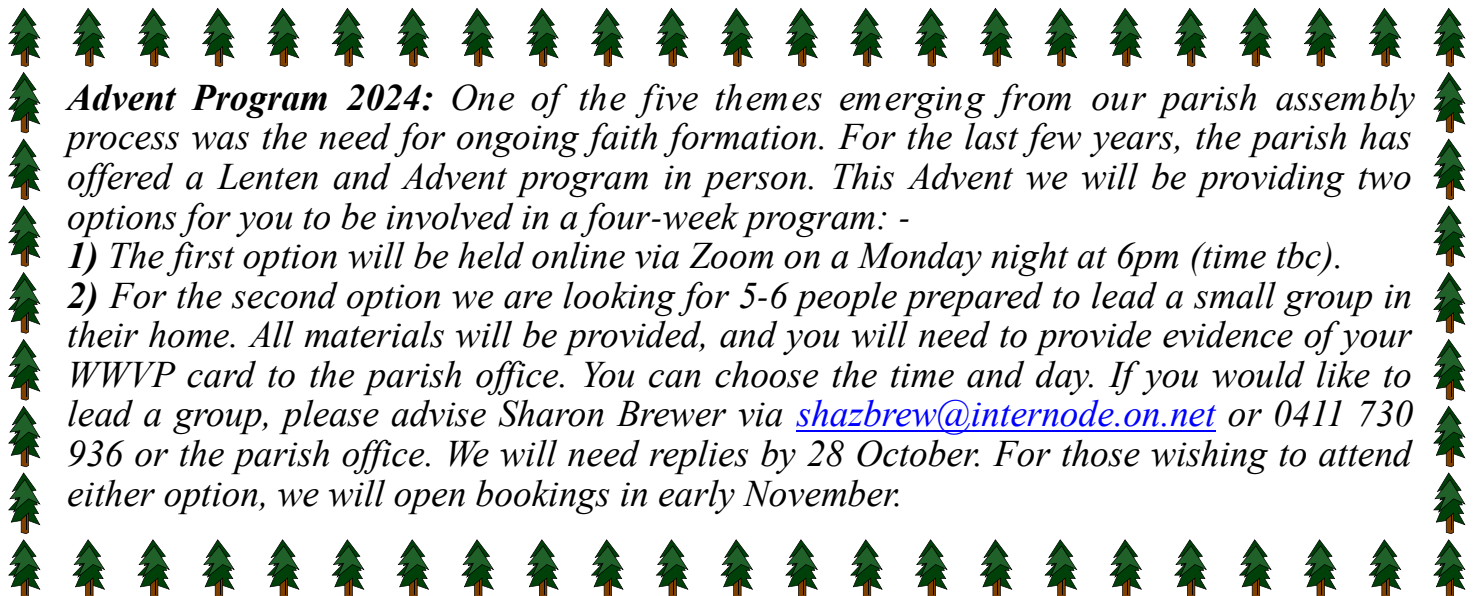 Advent Program 2024: One of the five themes emerging from our parish assembly
process was the need for ongoing faith formation. For the last few years, the parish has
offered a Lenten and Advent program in person. This Advent we will be providing two
options for you to be involved in a four-week program: -
1) The first option will be held online via Zoom on a Monday night at 6pm (time tbc).
2) For the second option we are looking for 5-6 people prepared to lead a small group in
their home. All materials will be provided, and you will need to provide evidence of your
WWVP card to the parish office. You can choose the time and day. If you would like to
lead a group, please advise Sharon Brewer via shazbrew@internode.on.net or 0411 730
936 or the parish office. We will need replies by 28 October. For those wishing to attend
either option, we will open bookings in early November.